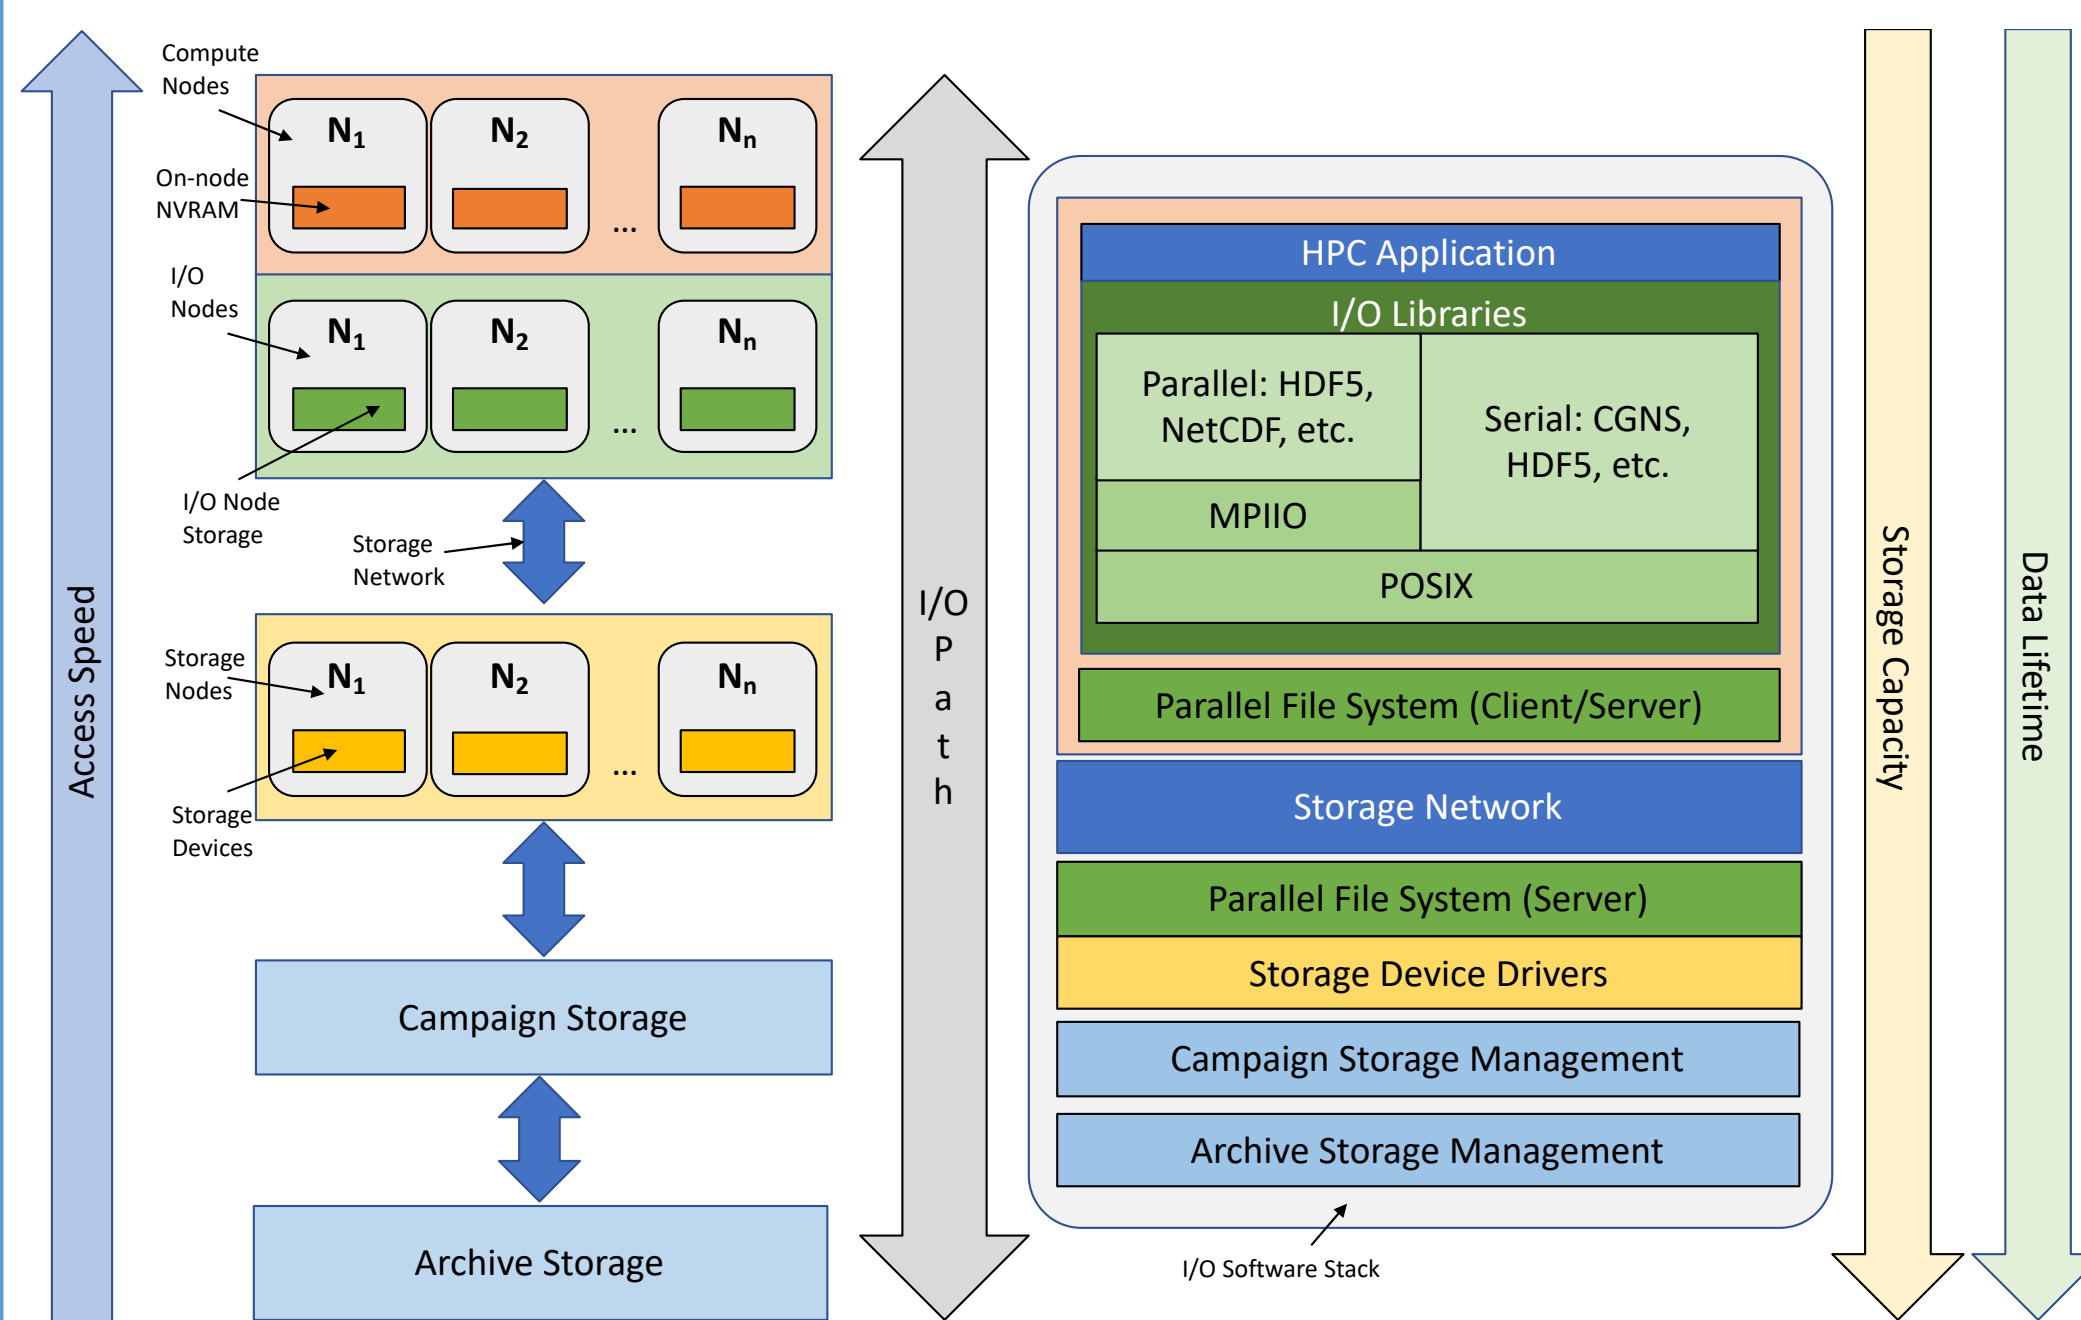 Compute
Nodes
N1
N2
Nn
On-node
NVRAM
...
I/O
Nodes
N1
N2
Nn
...
I/O Node
Storage
Storage
Network
Storage
Nodes
N1
N2
Nn
...
Storage
Devices
Campaign Storage
Archive Storage
Access Speed
I/O
P
a
t
h
HPC Application
I/O Libraries
Parallel: HDF5,
NetCDF, etc.
Serial: CGNS,
HDF5, etc.
MPIIO
POSIX
Parallel File System (Client/Server)
Storage Network
Parallel File System (Server)
Storage Device Drivers
Campaign Storage Management
Archive Storage Management
I/O Software Stack
Storage Capacity
Data Lifetime